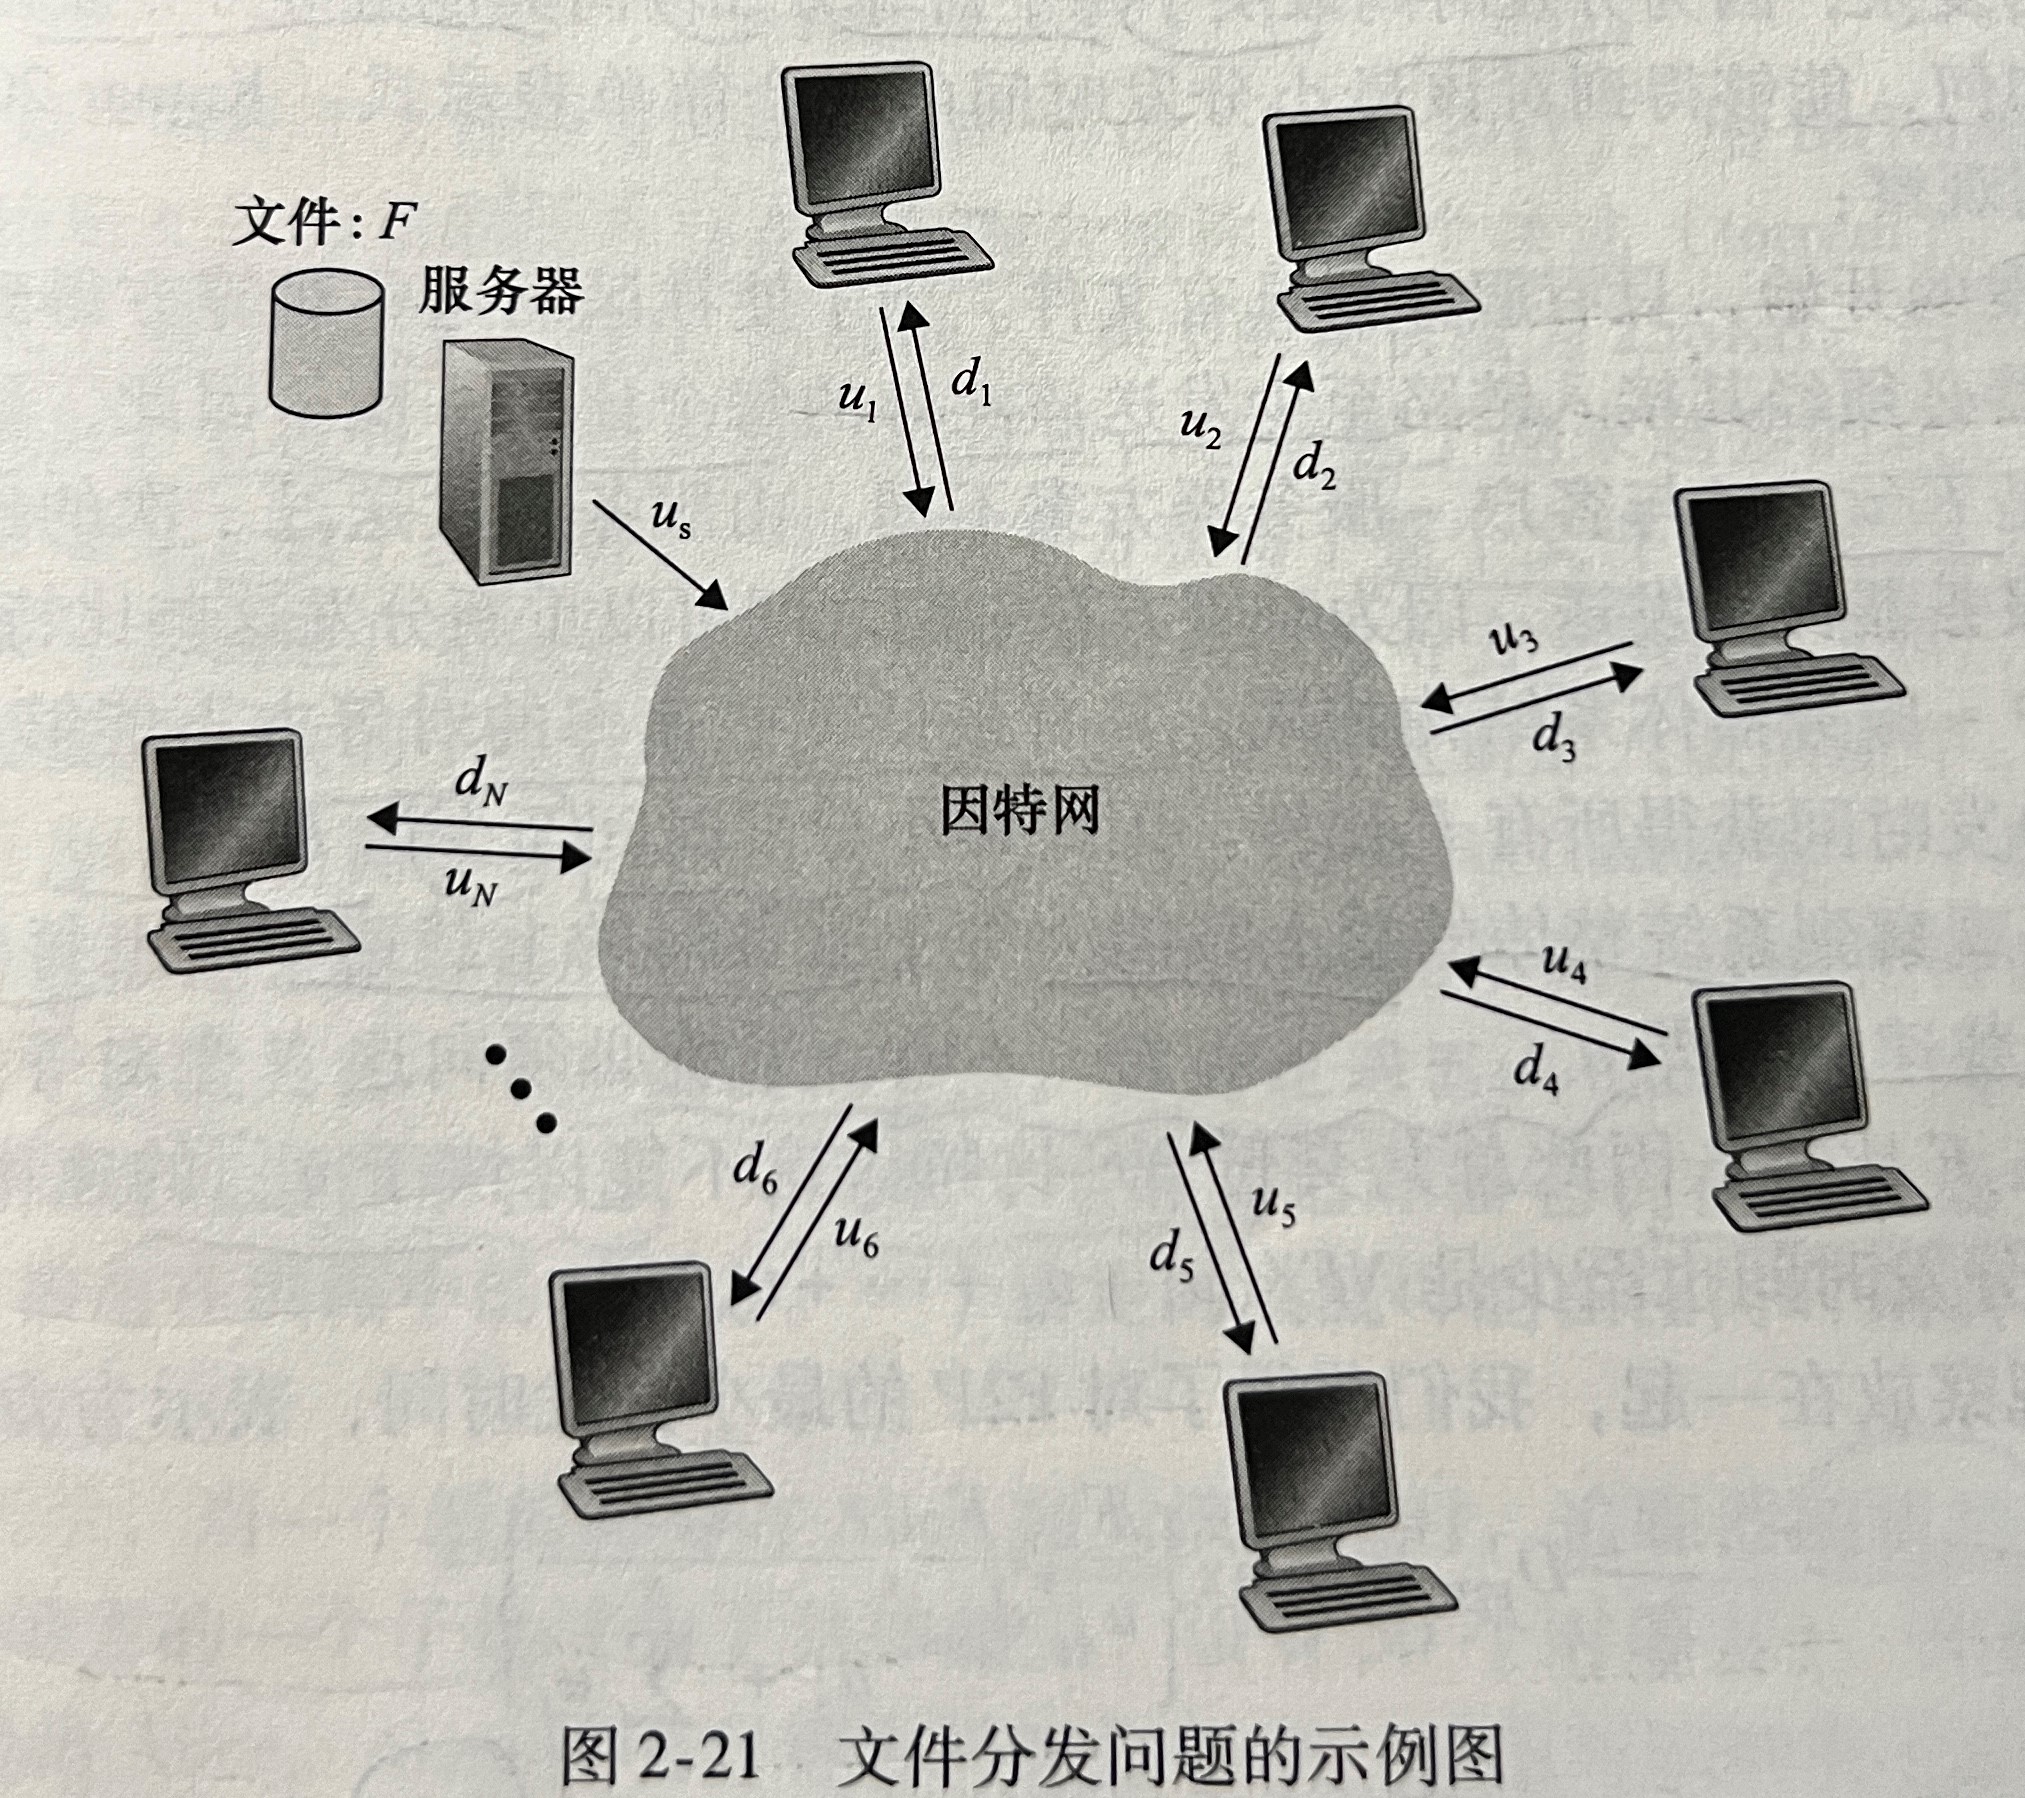 文件：F
服务器
u_s
u_1
d_1
u_2
d_2
u_3
d_3
因特网
d_N
u_N
u_4
d_4
d_6
u_6
u_5
d_5
图 2-21 文件分发问题的示例图